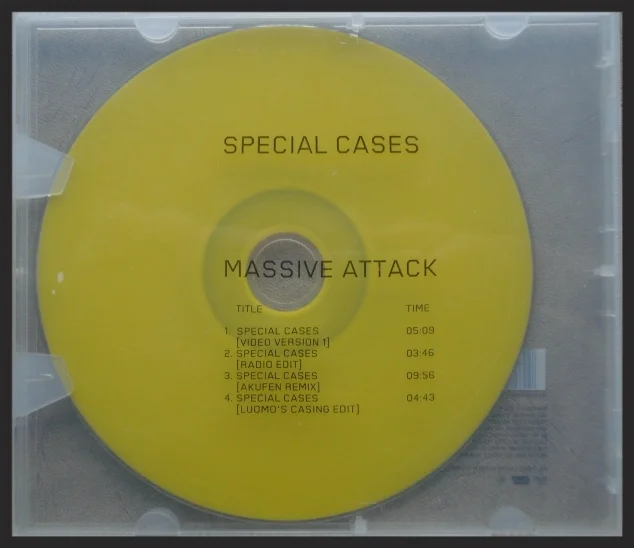 SPECIAL CASES
MASSIVE ATTACK
TITLE TIME
1. SPECIAL CASES 05:09
[VIDEO VERSION 1]
2. SPECIAL CASES 03:46
[RADIO EDIT]
3. SPECIAL CASES 09:56
[AKUFEN REMIX]
4. SPECIAL CASES 04:43
[LUOMO'S CASING EDIT]